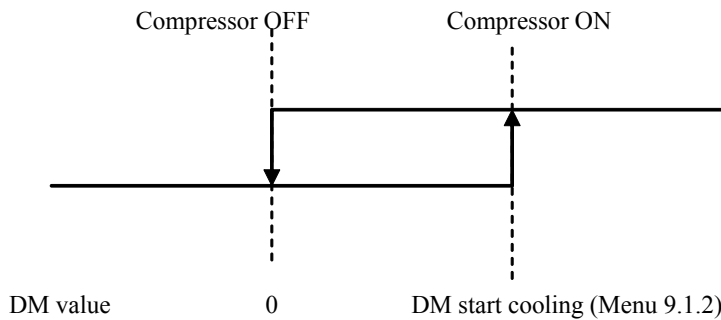 Compressor OFF Compressor ON
DM value 0 DM start cooling (Menu 9.1.2)